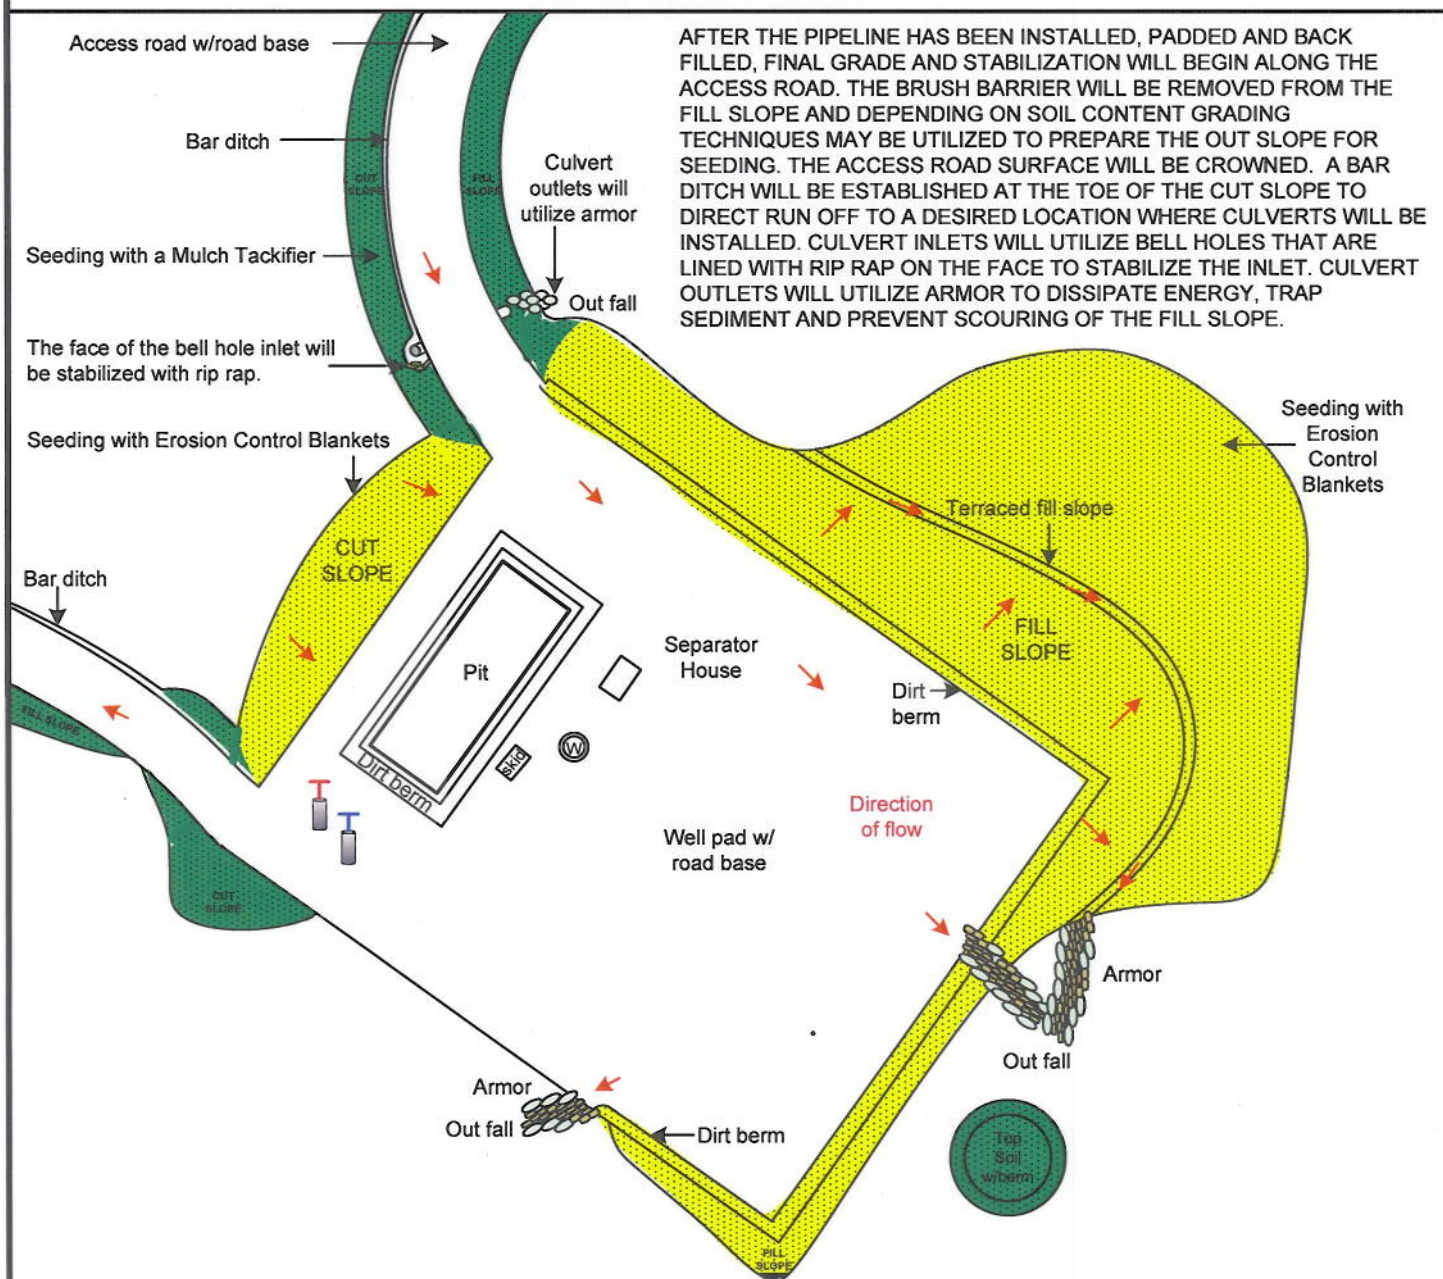 Access road w/road base
AFTER THE PIPELINE HAS BEEN INSTALLED, PADDED AND BACK
FILLED, FINAL GRADE AND STABILIZATION WILL BEGIN ALONG THE
ACCESS ROAD. THE BRUSH BARRIER WILL BE REMOVED FROM THE
FILL SLOPE AND DEPENDING ON SOIL CONTENT GRADING
TECHNIQUES MAY BE UTILIZED TO PREPARE THE OUT SLOPE FOR
SEEDING. THE ACCESS ROAD SURFACE WILL BE CROWNED. A BAR
DITCH WILL BE ESTABLISHED AT THE TOE OF THE CUT SLOPE TO
DIRECT RUN OFF TO A DESIRED LOCATION WHERE CULVERTS WILL BE
INSTALLED. CULVERT INLETS WILL UTILIZE BELL HOLES THAT ARE
LINED WITH RIP RAP ON THE FACE TO STABILIZE THE INLET. CULVERT
OUTLETS WILL UTILIZE ARMOR TO DISSIPATE ENERGY, TRAP
SEDIMENT AND PREVENT SCOURING OF THE FILL SLOPE.
Bar ditch
CUT
SLOPE
FILL
SLOPE
Culvert
outlets will
utilize armor
Seeding with a Mulch Tackifier
Out fall
The face of the bell hole inlet will
be stabilized with rip rap.
Seeding with Erosion Control Blankets
Seeding with
Erosion
Control
Blankets
Terraced fill slope
CUT
SLOPE
Bar ditch
FILL
SLOPE
Separator
House
Pit
Dirt
berm
FILL SLOPE
W
skid
Dirt berm
Direction
of flow
Well pad w/
road base
CUT
SLOPE
Armor
Out fall
Armor
Out fall
Dirt berm
Top
Soil
w/berm
FILL
SLOPE